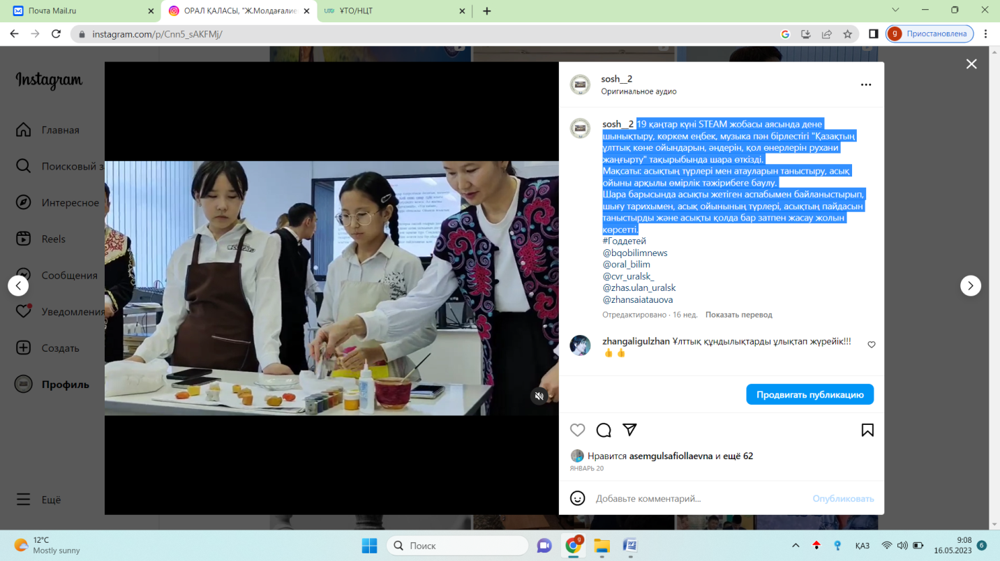 Почта Mail.ru
ОРАЛ ҚАЛАСЫ, "Ж.Молдағалие
ҰТО/НЦТ
instagram.com/p/Cnn5_sAKFMj/
g Приостановлена
Instagram
Главная
Поисковый з
Интересное
Reels
Сообщения
Уведомления
Создать
Профиль
Ещё
sosh__2
Оригинальное аудио
sosh__2 19 қаңтар күні STEAM жобасы аясында дене
шынықтыру, көркем еңбек, музыка пән бірлестігі "Қазақтың
ұлттық көне ойындарын, әндерін, қол өнерлерін рухани
жаңғырту" тақырыбында шара өткізді.
Мақсаты: асықтың түрлері мен атауларын таныстыру, асық
ойыны арқылы өмірлік тәжірибеге баулу.
Шара барысында асықты жетіген аспабымен байланыстырып,
шығу тарихымен, асық ойынының түрлері, асықтың пайдасын
таныстырды және асықты қолда бар затпен жасау жолын
көрсетті.
#Годдетей
@bqobilimnews
@oral_bilim
@cvr_uralsk_
@zhas.ulan_uralsk
@zhansaiatauova
Отредактировано · 16 нед. Показать перевод
zhangaligulzhan Ұлттық құндылықтарды ұлықтап жүрейік!!!
Продвигать публикацию
Нравится asemgulsafiollaevna и ещё 62
ЯНВАРЬ 20
Добавьте комментарий...
Опубликовать
12°C
Mostly sunny
Поиск
9
ҚАЗ
9:08
16.05.2023
6